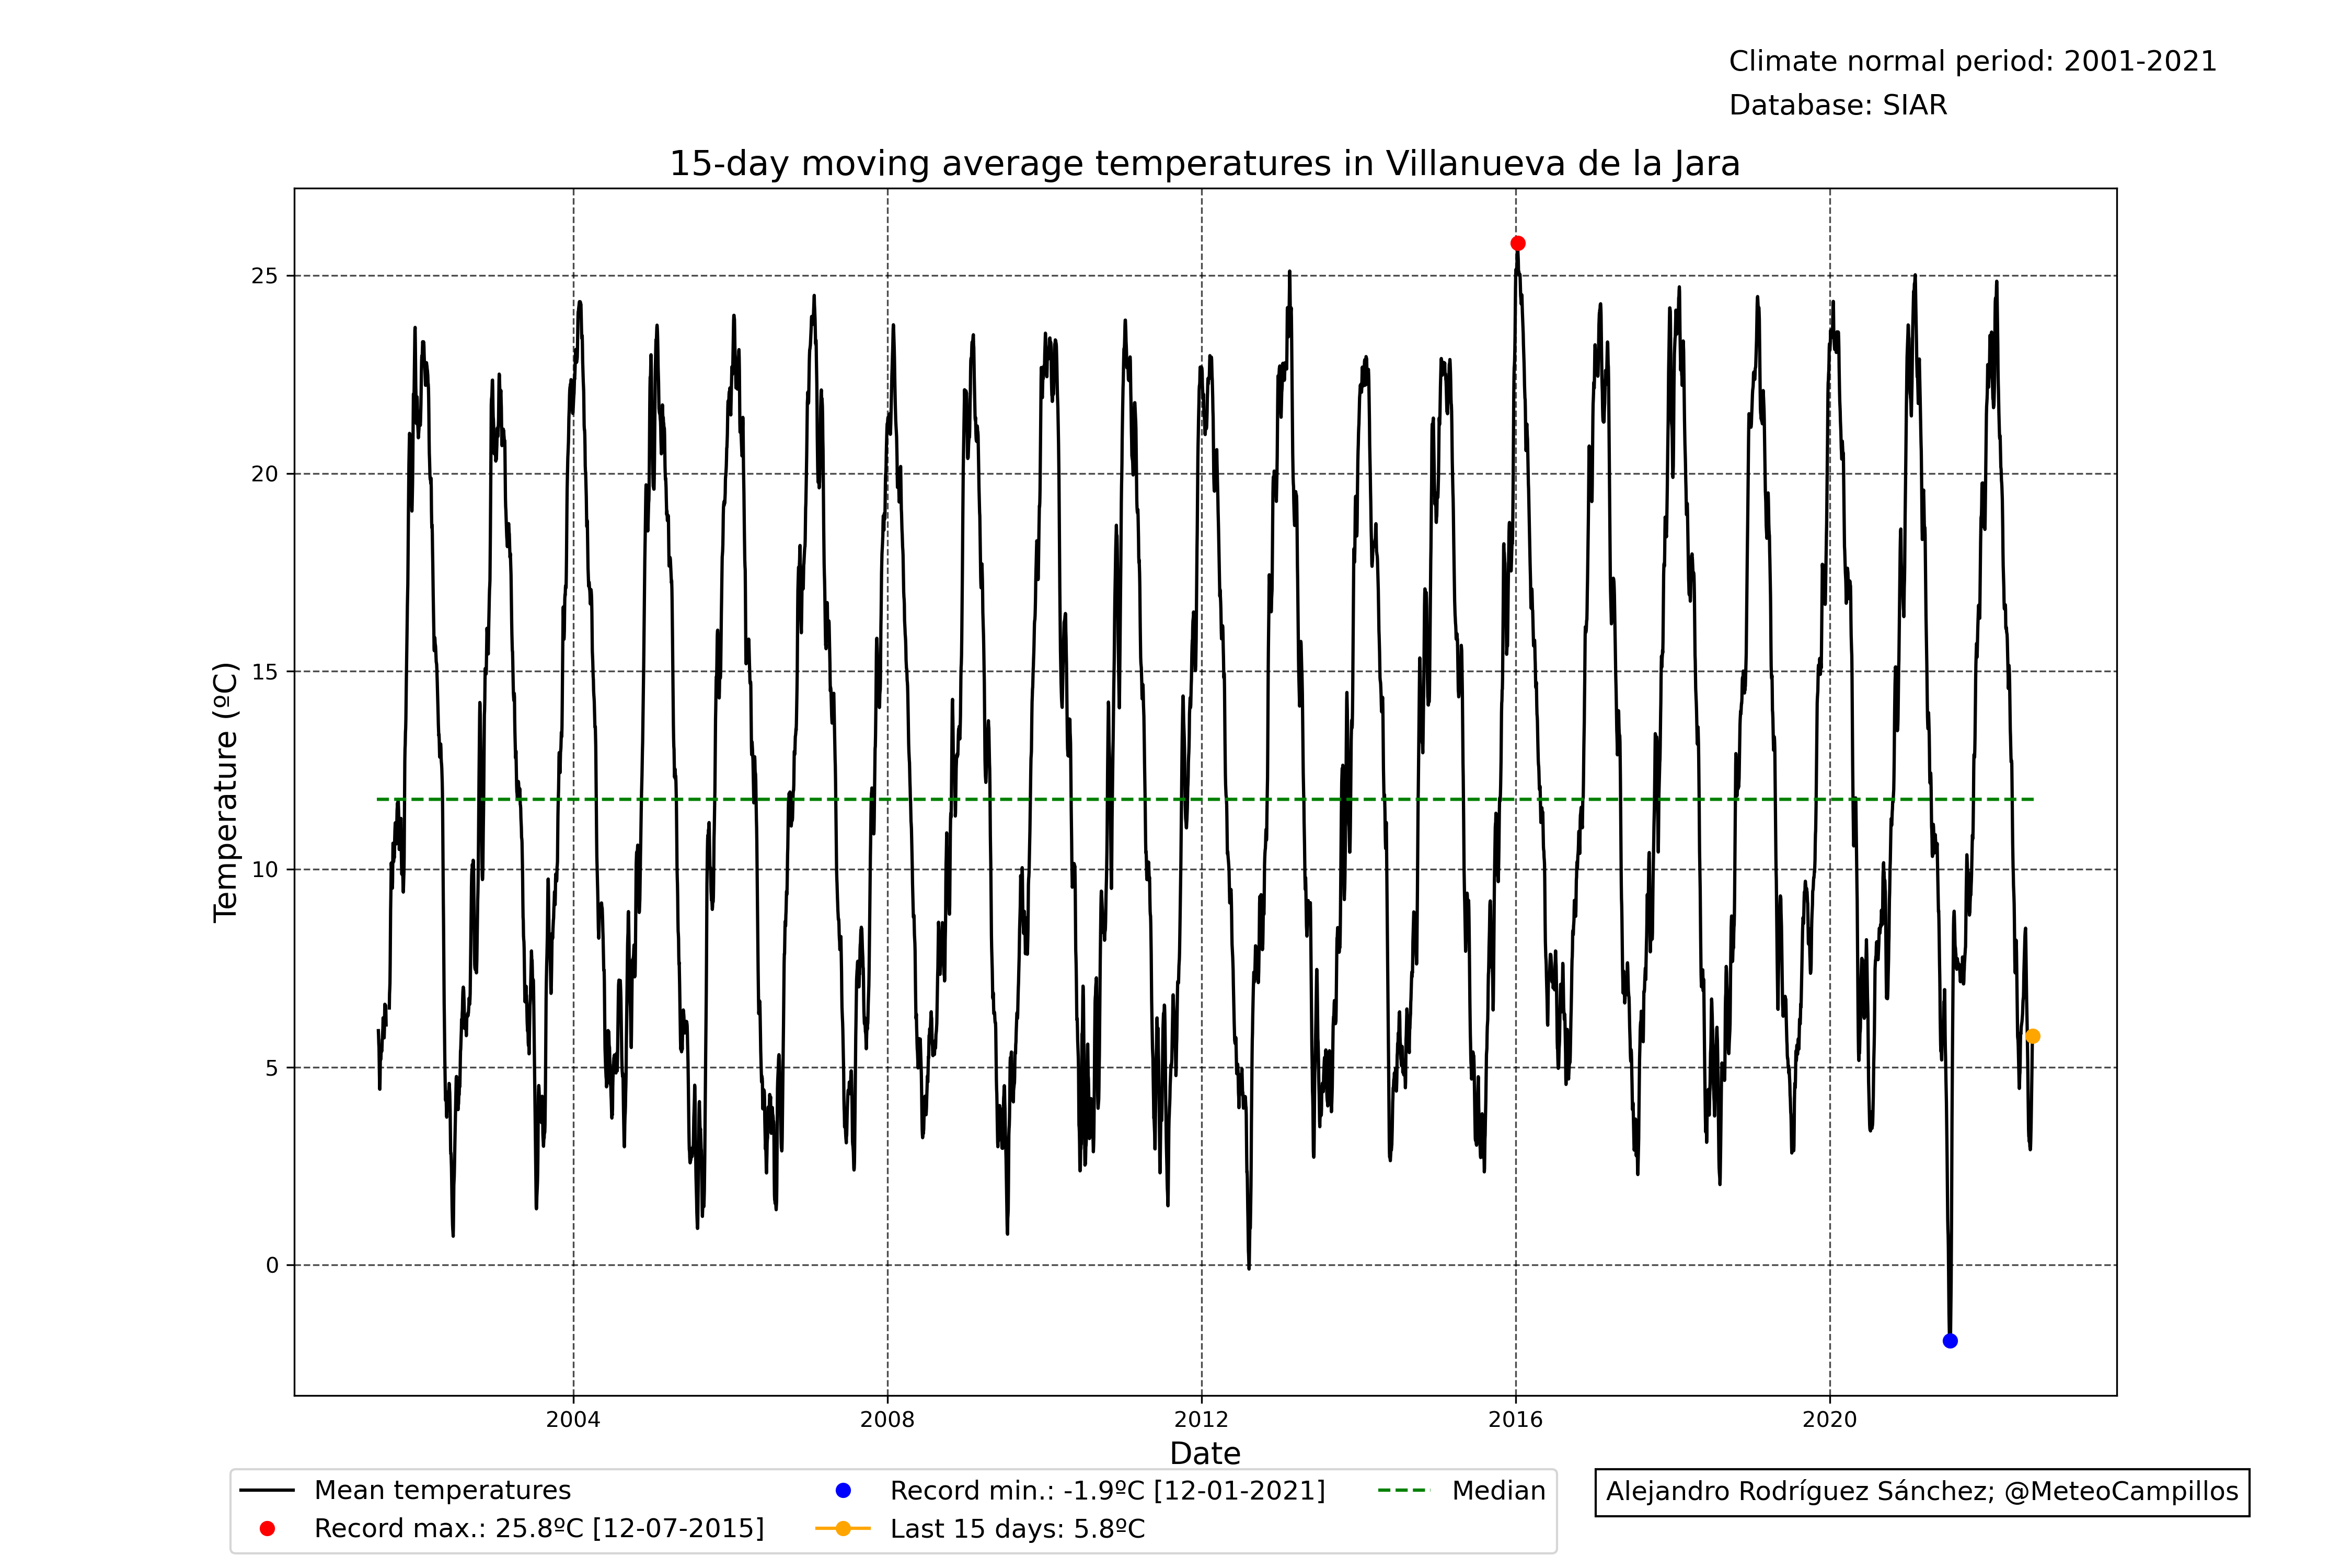 Climate normal period: 2001-2021
Database: SIAR
15-day moving average temperatures in Villanueva de la Jara
Temperature (ºC)
25
20
15
10
5
0
2004 2008 2012 2016 2020
Date
Mean temperatures
Record max.: 25.8ºC [12-07-2015]
Record min.: -1.9ºC [12-01-2021]
Last 15 days: 5.8ºC
Median
Alejandro Rodríguez Sánchez; @MeteoCampillos